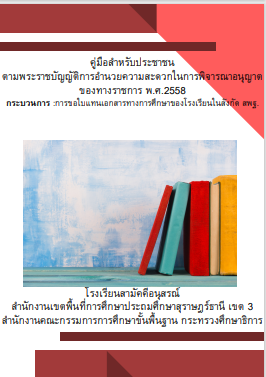 คู่มือสำหรับประชาชน
ตามพระราชบัญญัติการอำนวยความสะดวกในการพิจารณาอนุญาต
ของทางราชการ พ.ศ.2558
กระบวนการ :การขอใบแทนเอกสารทางการศึกษาของโรงเรียนในสังกัด สพฐ.
โรงเรียนสามัคคีอนุสรณ์
สำนักงานเขตพื้นที่การศึกษาประถมศึกษาสุราษฎร์ธานี เขต 3
สำนักงานคณะกรรมการการศึกษาขั้นพื้นฐาน กระทรวงศึกษาธิการ